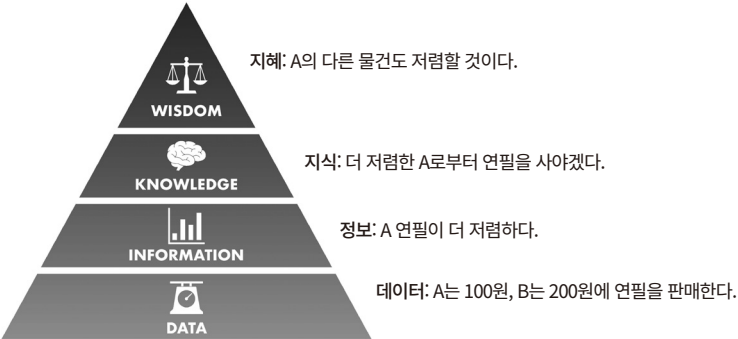 지혜: A의 다른 물건도 저렴할 것이다.
WISDOM
지식: 더 저렴한 A로부터 연필을 사야겠다.
KNOWLEDGE
정보: A 연필이 더 저렴하다.
INFORMATION
데이터: A는 100원, B는 200원에 연필을 판매한다.
DATA